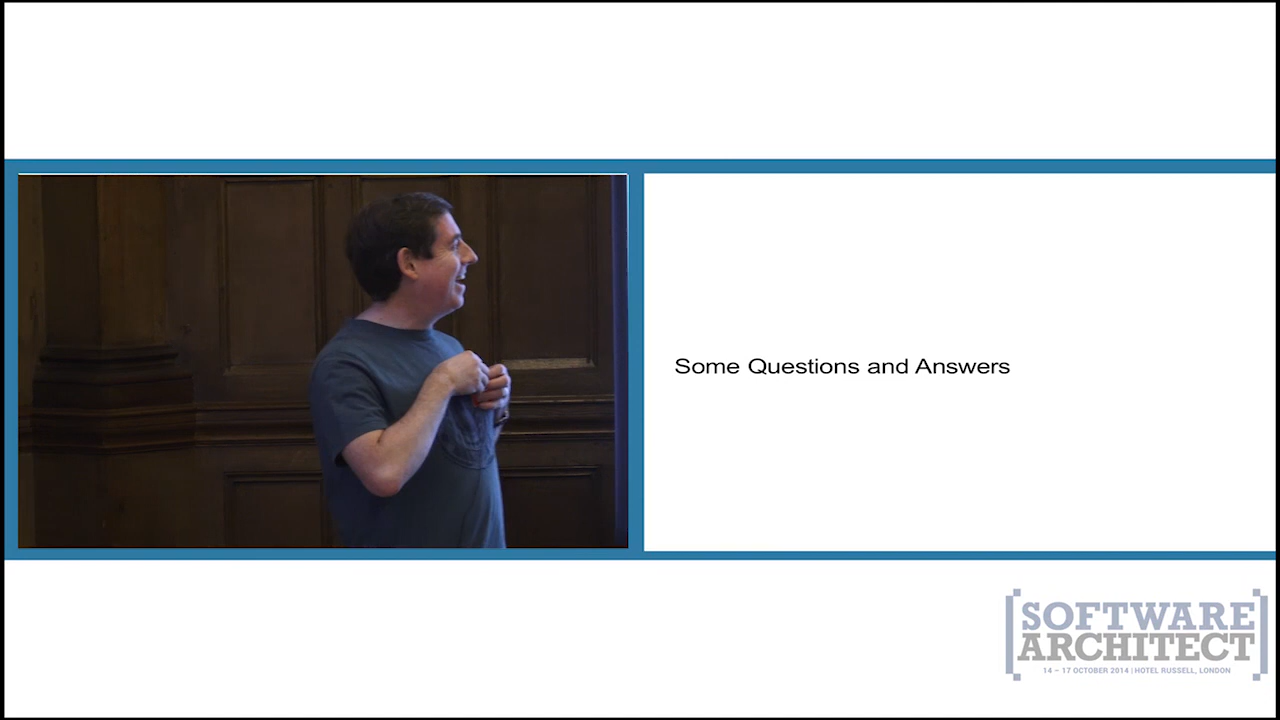 Some Questions and Answers
SOFTWARE
ARCHITECT
14 – 17 OCTOBER 2014 | HOTEL RUSSELL, LONDON